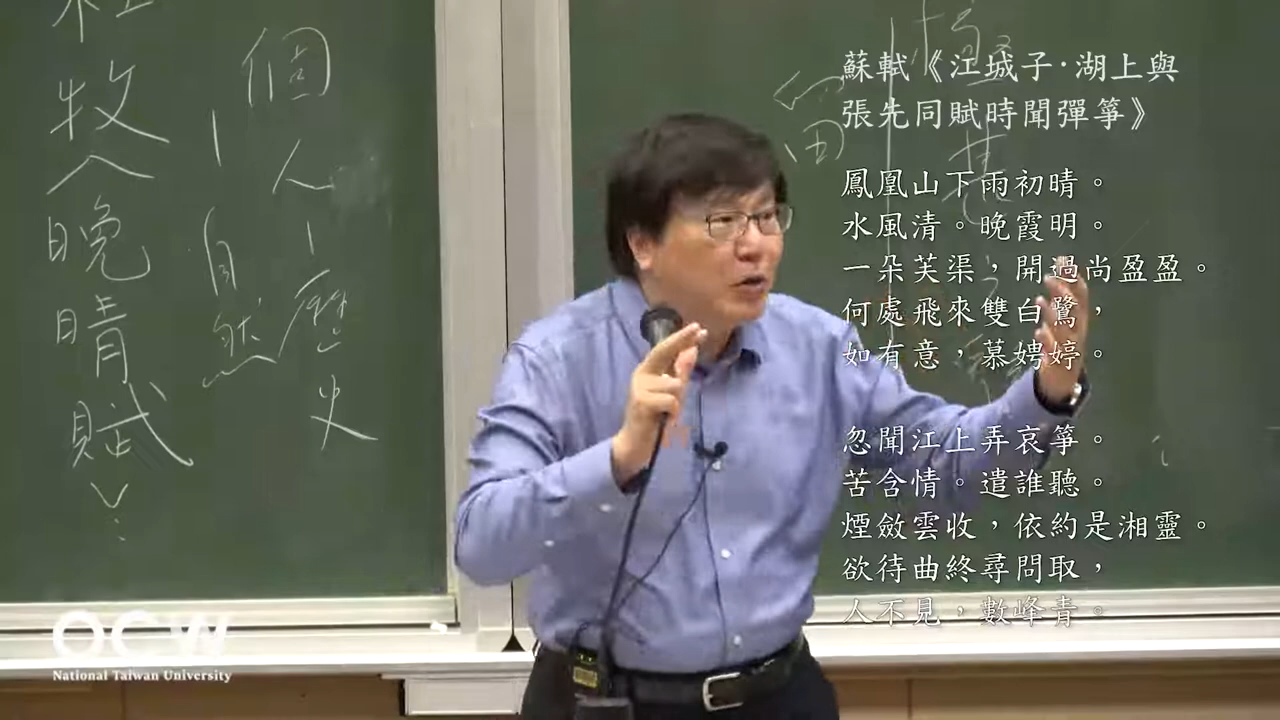 杜
牧
〈
晚
晴
賦
〉
個
人
|
歷
史
|
自
然
留
蘇軾《江城子·湖上與
張先同賦時聞彈箏》
鳳凰山下雨初晴。
水風清。晚霞明。
一朵芙渠，開過尚盈盈。
何處飛來雙白鷺，
如有意，慕娉婷。
忽聞江上弄哀箏。
苦含情。遣誰聽。
煙斂雲收，依約是湘靈。
欲待曲終尋問取，
人不見，數峰青。
OCW
National Taiwan University